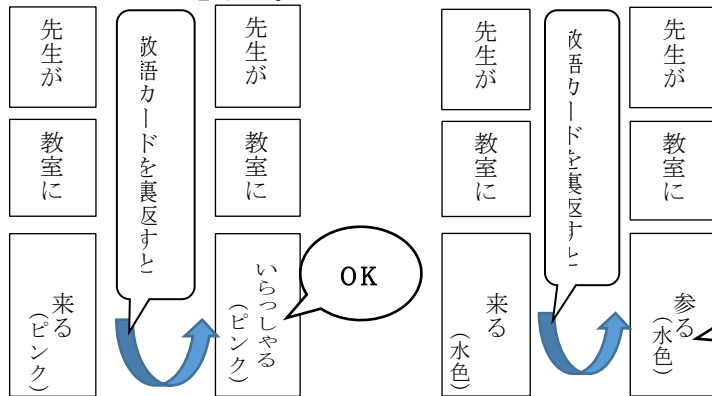 先生が
教室に
来る
（ピンク）
敬語カードを裏返すと
先生が
教室に
いらっしゃる
（ピンク）
OK
先生が
教室に
来る
（水色）
敬語カードを裏返すと
先生が
教室に
参る
（水色）